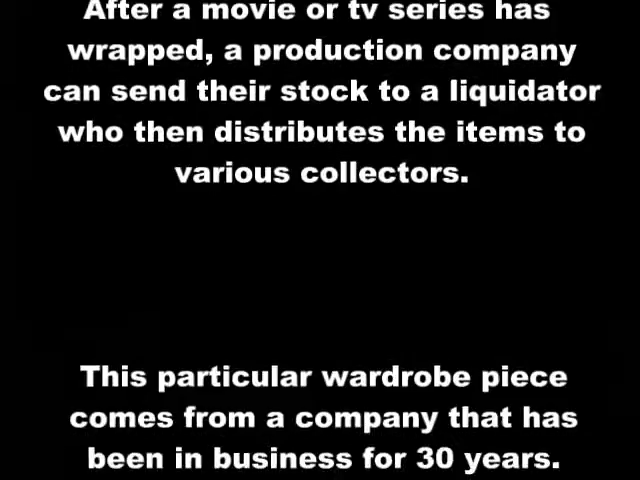 After a movie or tv series has
wrapped, a production company
can send their stock to a liquidator
who then distributes the items to
various collectors.
This particular wardrobe piece
comes from a company that has
been in business for 30 years.